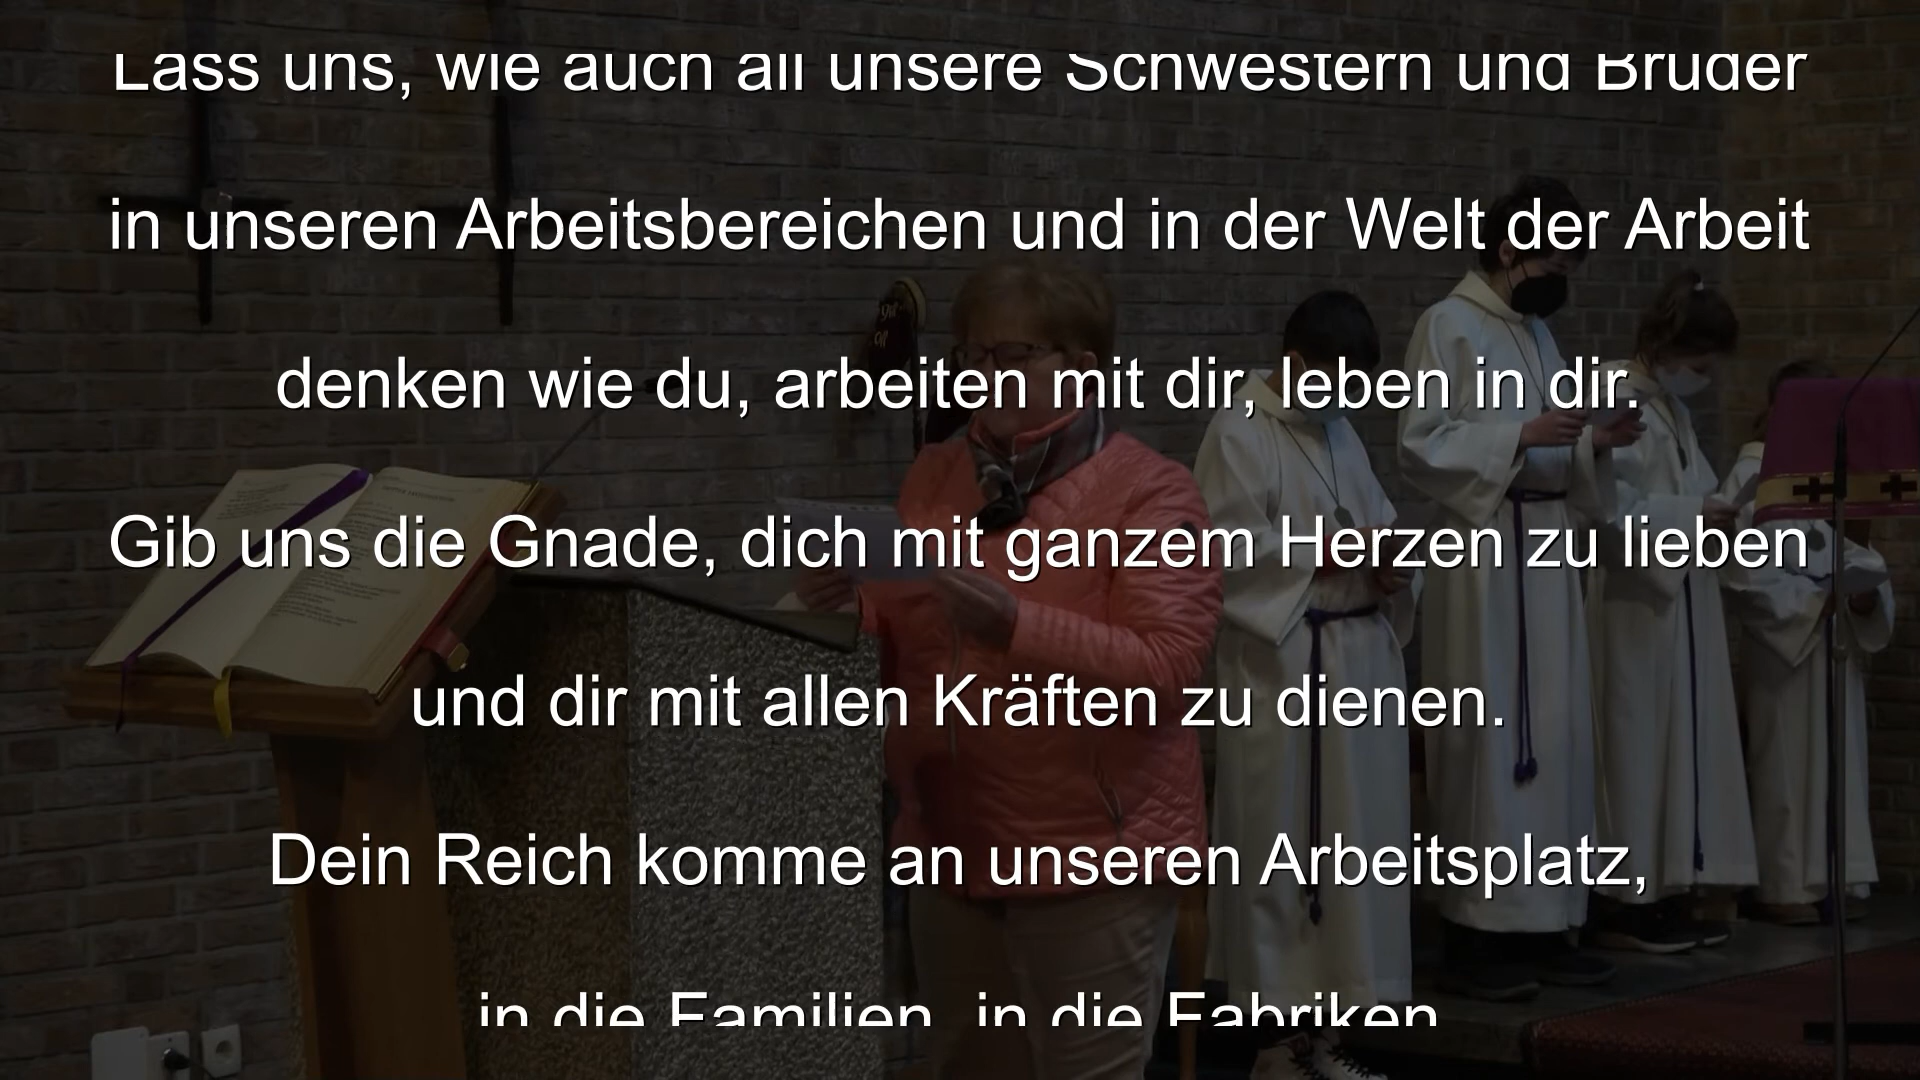 Lass uns, wie auch all unsere Schwestern und Brüder
in unseren Arbeitsbereichen und in der Welt der Arbeit
denken wie du, arbeiten mit dir, leben in dir.
Gib uns die Gnade, dich mit ganzem Herzen zu lieben
und dir mit allen Kräften zu dienen.
Dein Reich komme an unseren Arbeitsplatz,
in die Familien, in die Fabriken